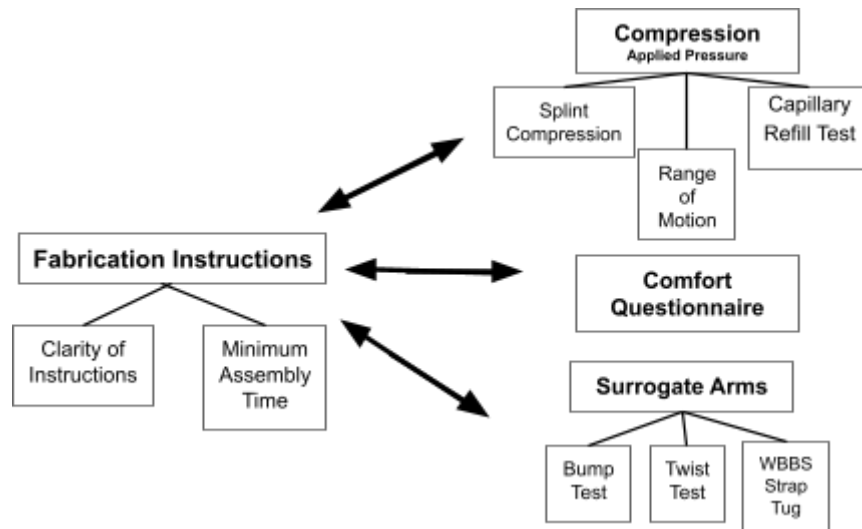 Compression
Applied Pressure
Splint
Compression
Capillary
Refill Test
Range
of
Motion
Fabrication Instructions
Clarity of
Instructions
Minimum
Assembly
Time
Comfort
Questionnaire
Surrogate Arms
Bump
Test
Twist
Test
WBBS
Strap
Tug